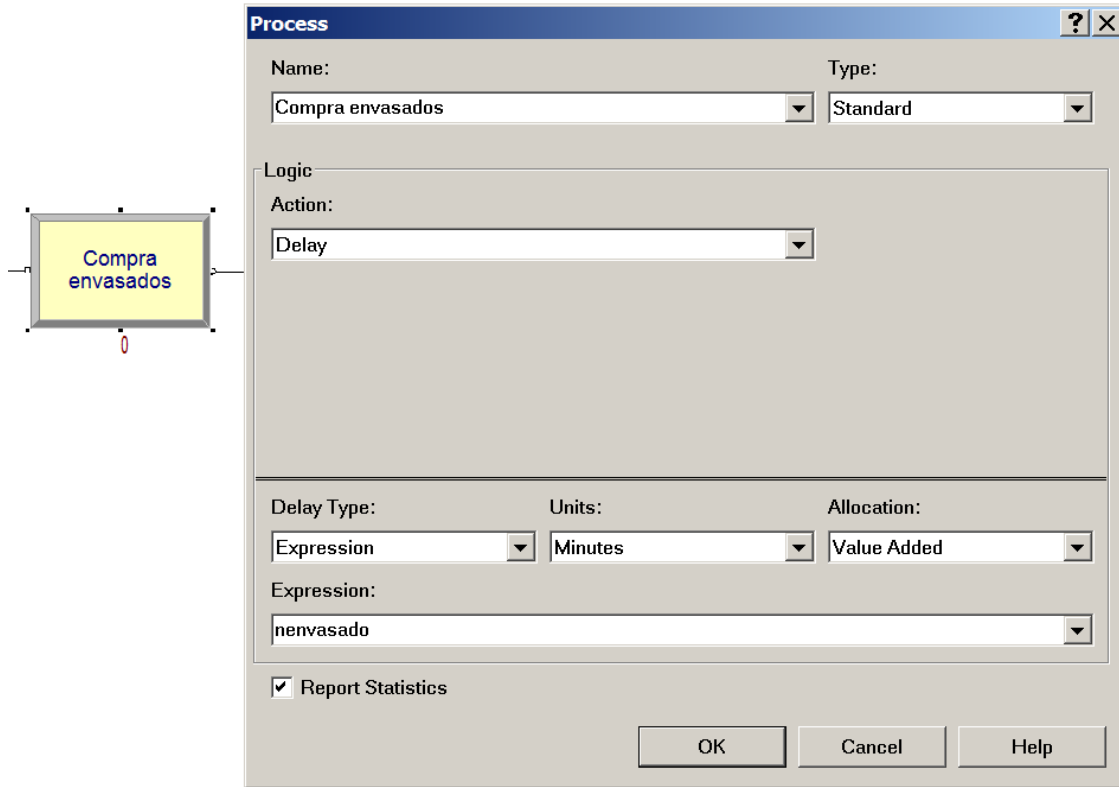 Process
Name: Type:
Compra envasados Standard
Logic
Action:
Delay
Compra
envasados
0
Delay Type: Units: Allocation:
Expression Minutes Value Added
Expression:
nenvasado
Report Statistics
OK Cancel Help